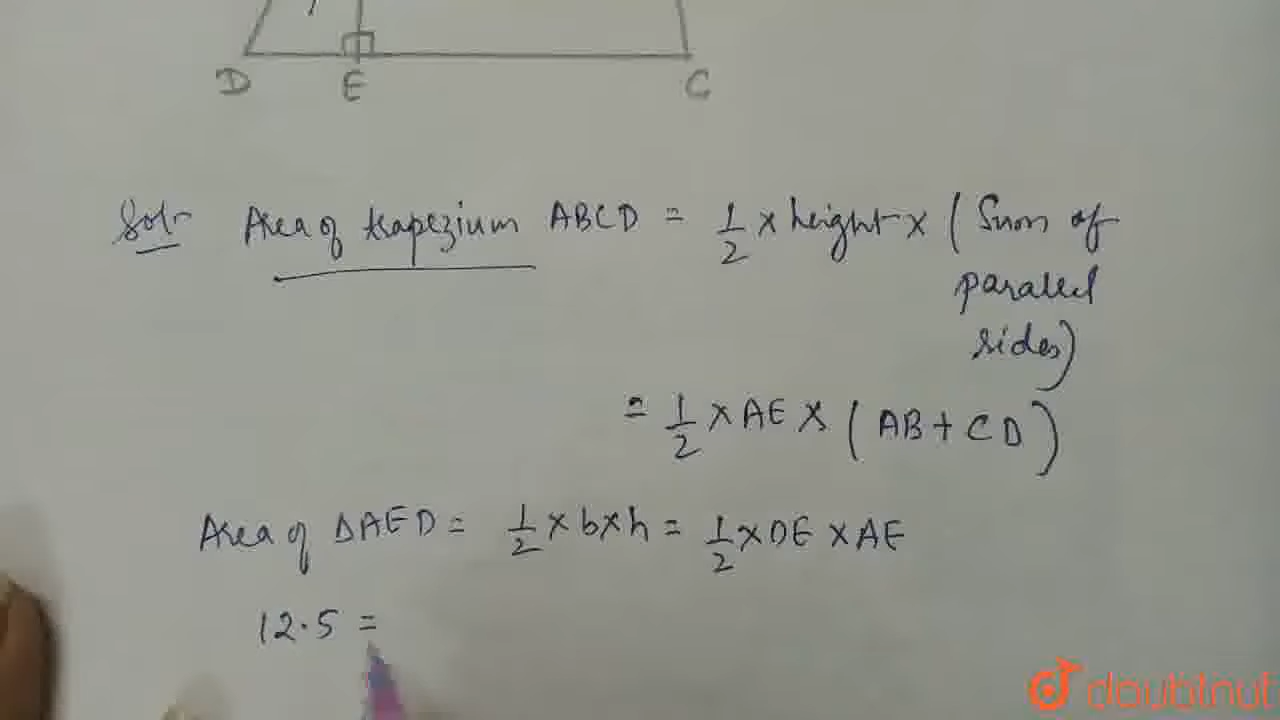 D E C
Sol- Area of trapezium ABCD = 1/2 × height × (Sum of
parallel
sides)
= 1/2 × AE × (AB + CD)
Area of ΔAED = 1/2 × b × h = 1/2 × DE × AE
12.5 =
doubtnut